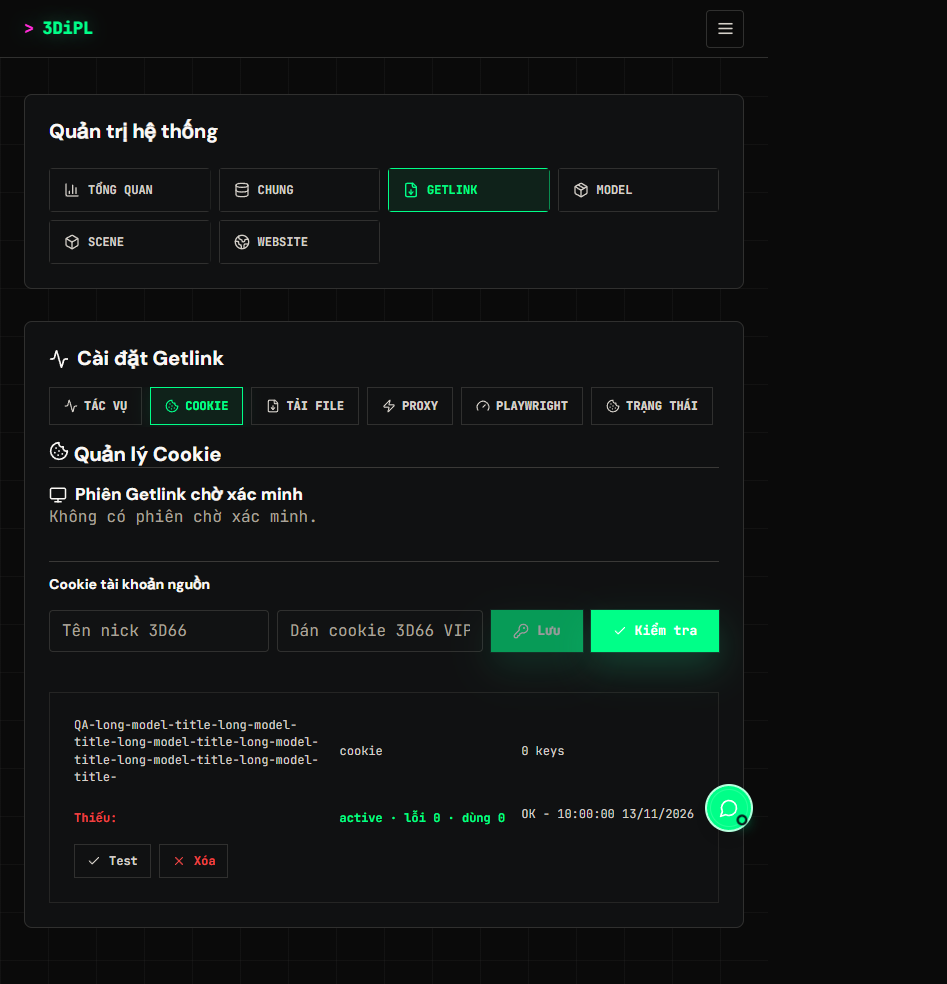 > 3DiPL
Quản trị hệ thống
TỔNG QUAN
CHUNG
GETLINK
MODEL
SCENE
WEBSITE
Cài đặt Getlink
TÁC VỤ
COOKIE
TẢI FILE
PROXY
PLAYWRIGHT
TRẠNG THÁI
Quản lý Cookie
Phiên Getlink chờ xác minh
Không có phiên chờ xác minh.
Cookie tài khoản nguồn
Tên nick 3D66
Dán cookie 3D66 VIP
Lưu
Kiểm tra
QA-long-model-title-long-model-
title-long-model-title-long-model-
title-long-model-title-long-model-
title-
cookie
0 keys
Thiếu:
active · lỗi 0 · dùng 0
OK - 10:00:00 13/11/2026
Test
Xóa